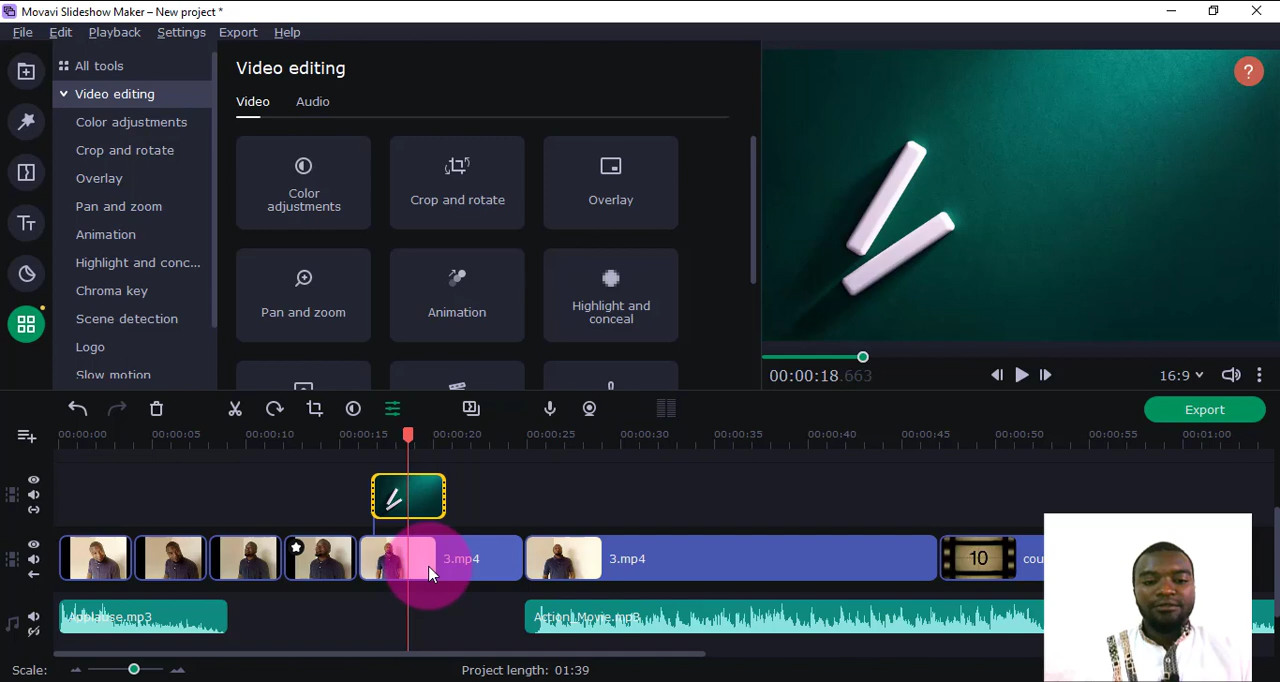 Movavi Slideshow Maker – New project *
File Edit Playback Settings Export Help
All tools
Video editing
Color adjustments
Crop and rotate
Overlay
Pan and zoom
Animation
Highlight and conc...
Chroma key
Scene detection
Logo
Slow motion
Video editing
Video Audio
Color adjustments
Crop and rotate
Overlay
Pan and zoom
Animation
Highlight and conceal
?
00:00:18.663
16:9
Export
00:00:00 00:00:05 00:00:10 00:00:15 00:00:20 00:00:25 00:00:30 00:00:35 00:00:40 00:00:45 00:00:50 00:00:55 00:01:00
3.mp4
3.mp4
10
cou
Applause.mp3
Action_Movie.mp3
Scale:
Project length: 01:39